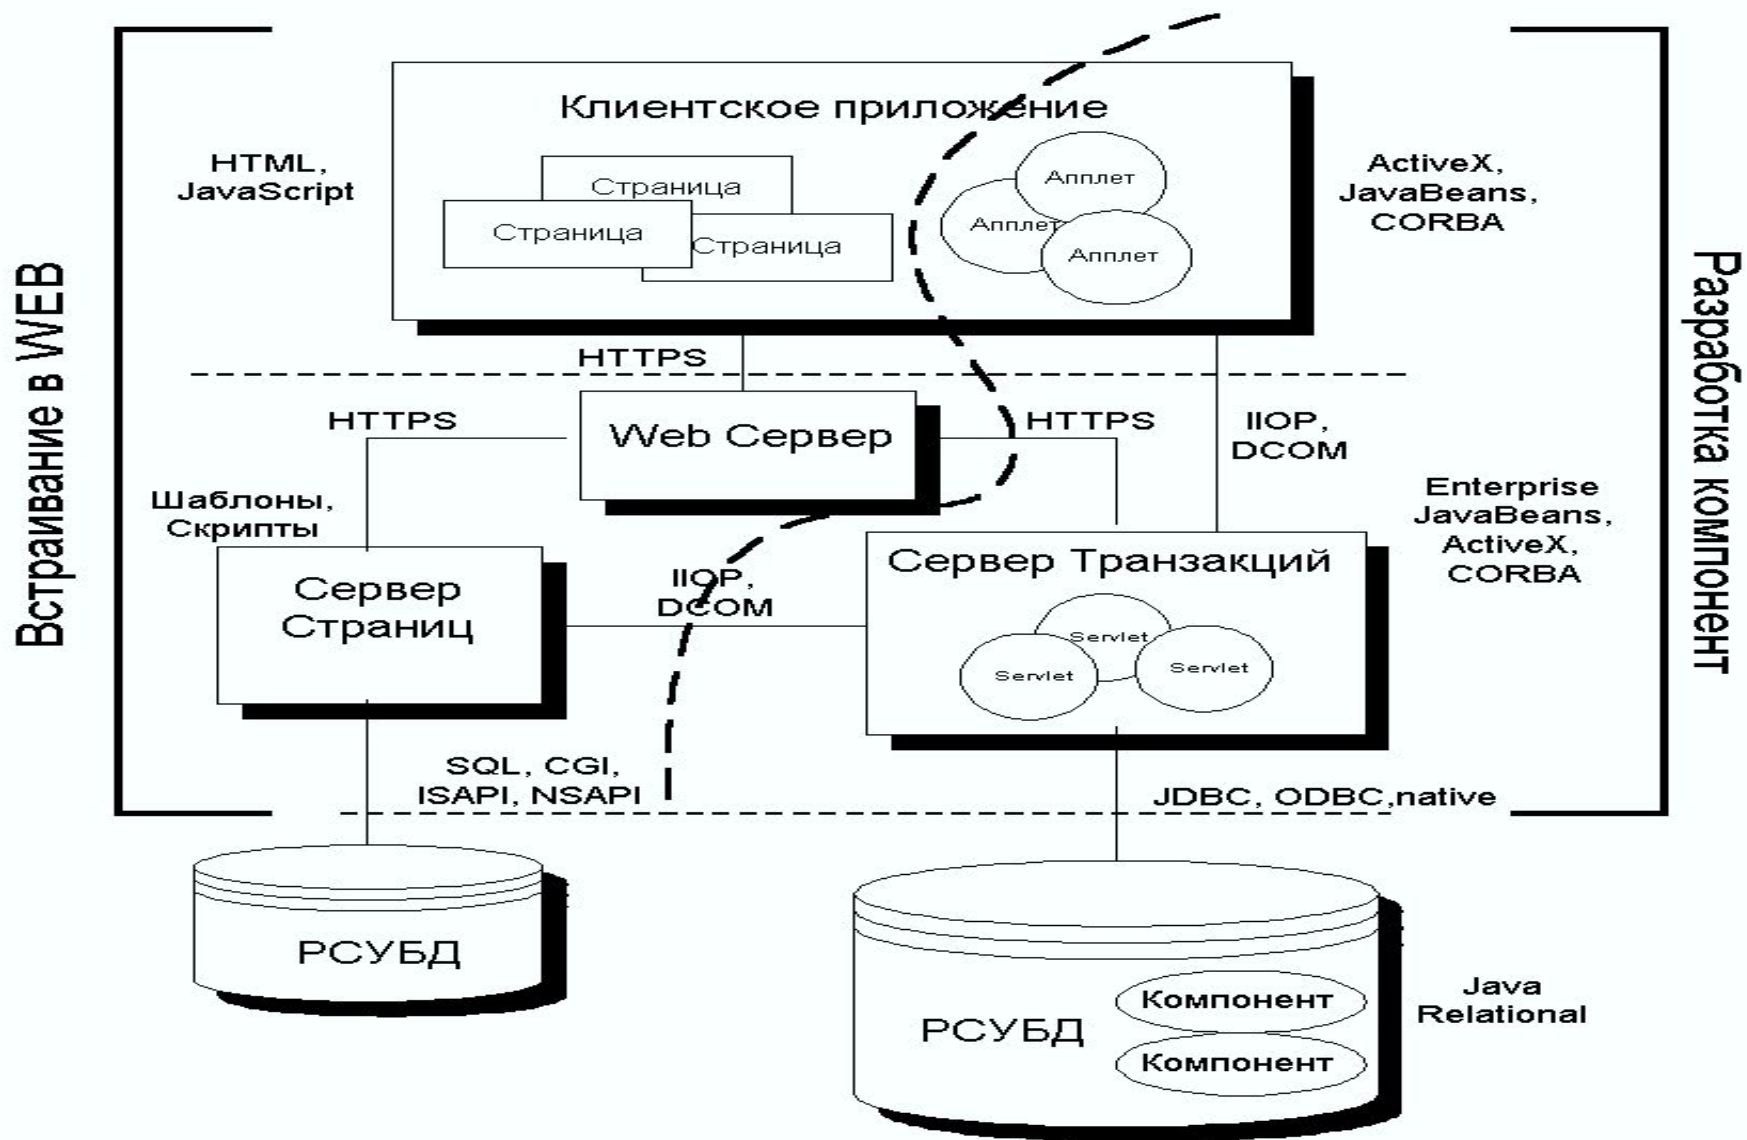 Клиентское приложение
HTML,
JavaScript
Страница
Страница
Страница
Апплет
Апплет
Апплет
ActiveX,
JavaBeans,
CORBA
Встраивание в WEB
Разработка компонент
HTTPS
HTTPS
Web Сервер
HTTPS
IIOP,
DCOM
Шаблоны,
Скрипты
Enterprise
JavaBeans,
ActiveX,
CORBA
Сервер
Страниц
IIOP,
DCOM
Сервер Транзакций
Servlet
Servlet
Servlet
SQL, CGI,
ISAPI, NSAPI
JDBC, ODBC,native
РСУБД
РСУБД
Компонент
Компонент
Java
Relational